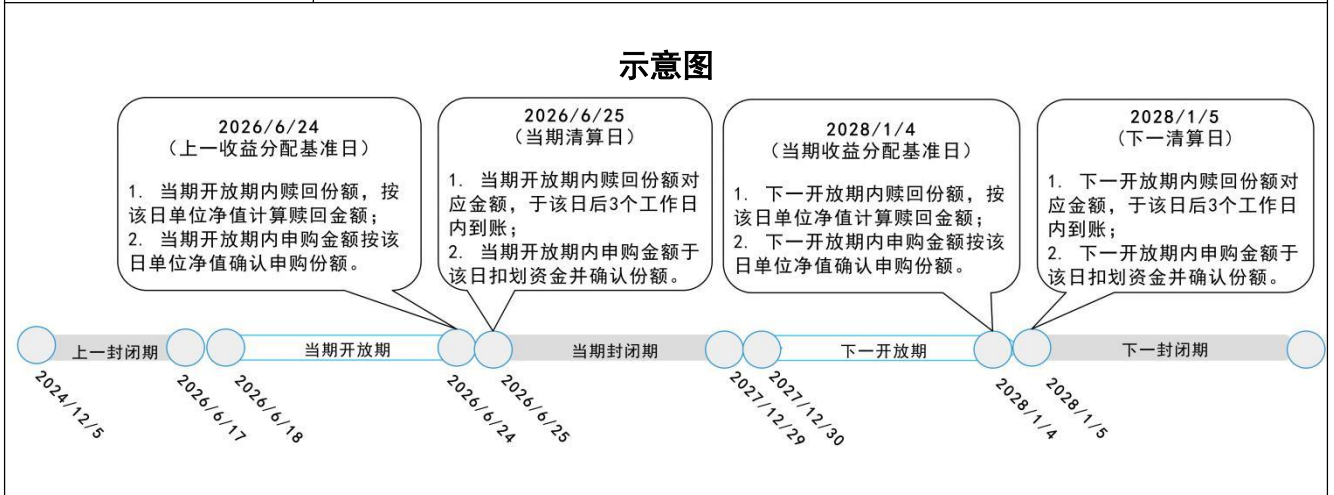 示意图
2026/6/24
（上一收益分配基准日）
1. 当期开放期内赎回份额，按
该日单位净值计算赎回金额；
2. 当期开放期内申购金额按该
日单位净值确认申购份额。
2026/6/25
（当期清算日）
1. 当期开放期内赎回份额对
应金额，于该日后3个工作日
内到账；
2. 当期开放期内申购金额于
该日扣划资金并确认份额。
2028/1/4
（当期收益分配基准日）
1. 下一开放期内赎回份额，按
该日单位净值计算赎回金额；
2. 下一开放期内申购金额按该
日单位净值确认申购份额。
2028/1/5
（下一清算日）
1. 下一开放期内赎回份额对
应金额，于该日后3个工作日
内到账；
2. 下一开放期内申购金额于
该日扣划资金并确认份额。
上一封闭期
当期开放期
当期封闭期
下一开放期
下一封闭期
2024/12/5
2026/6/17
2026/6/18
2026/6/24
2026/6/25
2027/12/29
2027/12/30
2028/1/4
2028/1/5